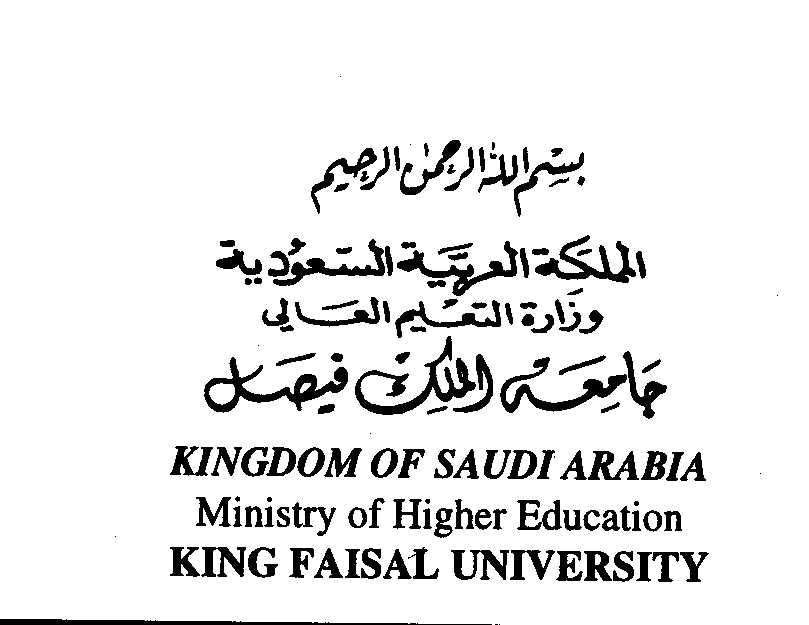 بسم الله الرحمن الرحيم
المملكة العربية السعودية
وزارة التعليم العالي
جامعة الملك فيصل
KINGDOM OF SAUDI ARABIA
Ministry of Higher Education
KING FAISAL UNIVERSITY